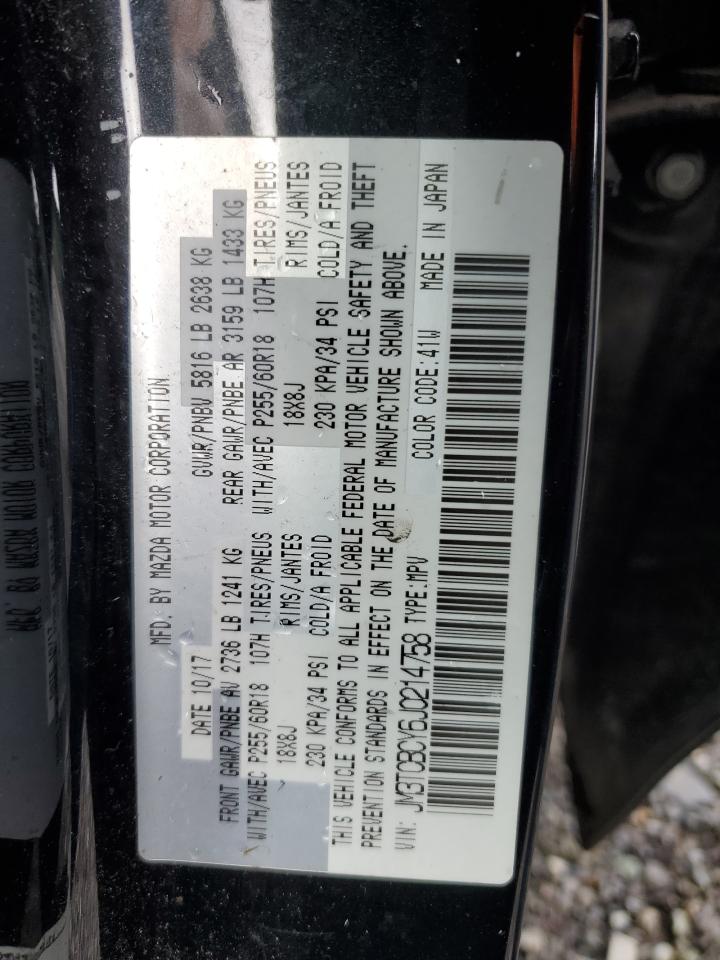 MFD. BY MAZDA MOTOR CORPORATION
DATE 10/17 GVWR/PNBV 5816 LB 2638 KG
FRONT GAWR/PNBE AV 2736 LB 1241 KG REAR GAWR/PNBE AR 3159 LB 1433 KG
WITH/AVEC P255/60R18 107H TIRES/PNEUS WITH/AVEC P255/60R18 107H TIRES/PNEUS
18X8J RIMS/JANTES 18X8J RIMS/JANTES
230 KPA/34 PSI COLD/A FROID 230 KPA/34 PSI COLD/A FROID
THIS VEHICLE CONFORMS TO ALL APPLICABLE FEDERAL MOTOR VEHICLE SAFETY AND THEFT
PREVENTION STANDARDS IN EFFECT ON THE DATE OF MANUFACTURE SHOWN ABOVE.
VIN: JM3TCBCY6J0214758 TYPE:MPV COLOR CODE:41W MADE IN JAPAN